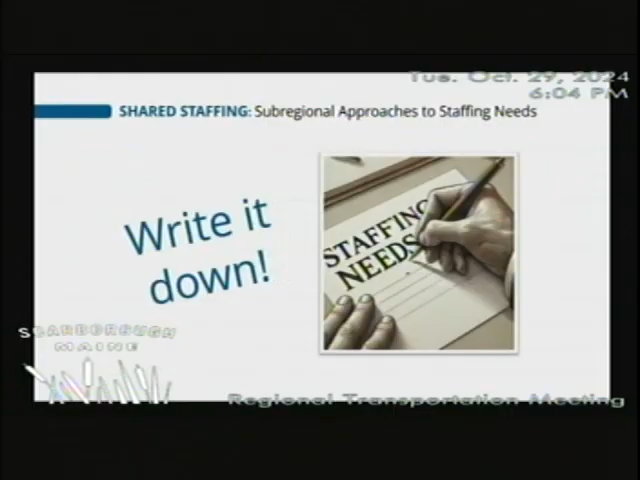 Tue. Oct. 29, 2024
6:04 PM
SHARED STAFFING: Subregional Approaches to Staffing Needs
Write it
down!
STAFFING
NEEDS
SCARBOROUGH
MAINE
Regional Transportation Meeting